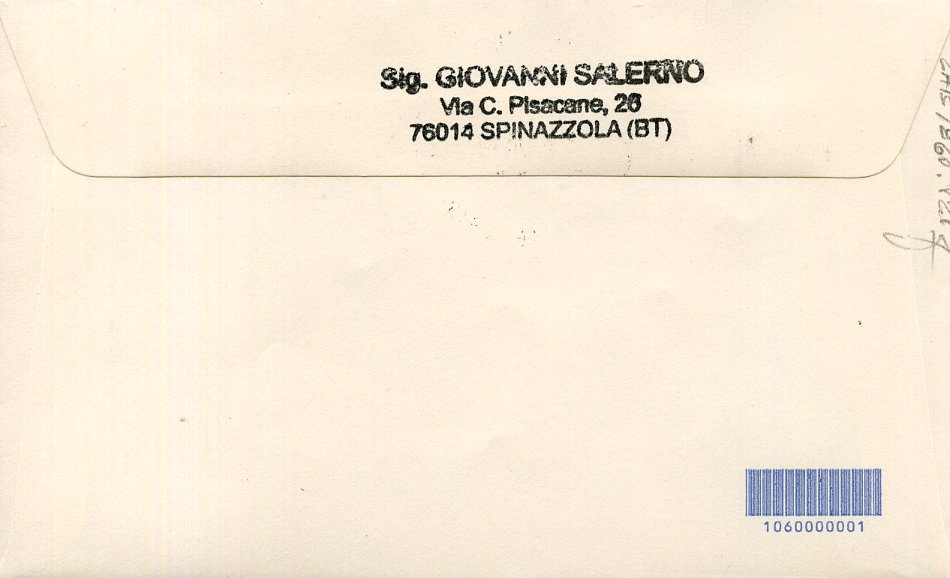 Sig. GIOVANNI SALERNO
Via C. Pisacane, 26
76014 SPINAZZOLA (BT)
1060000001